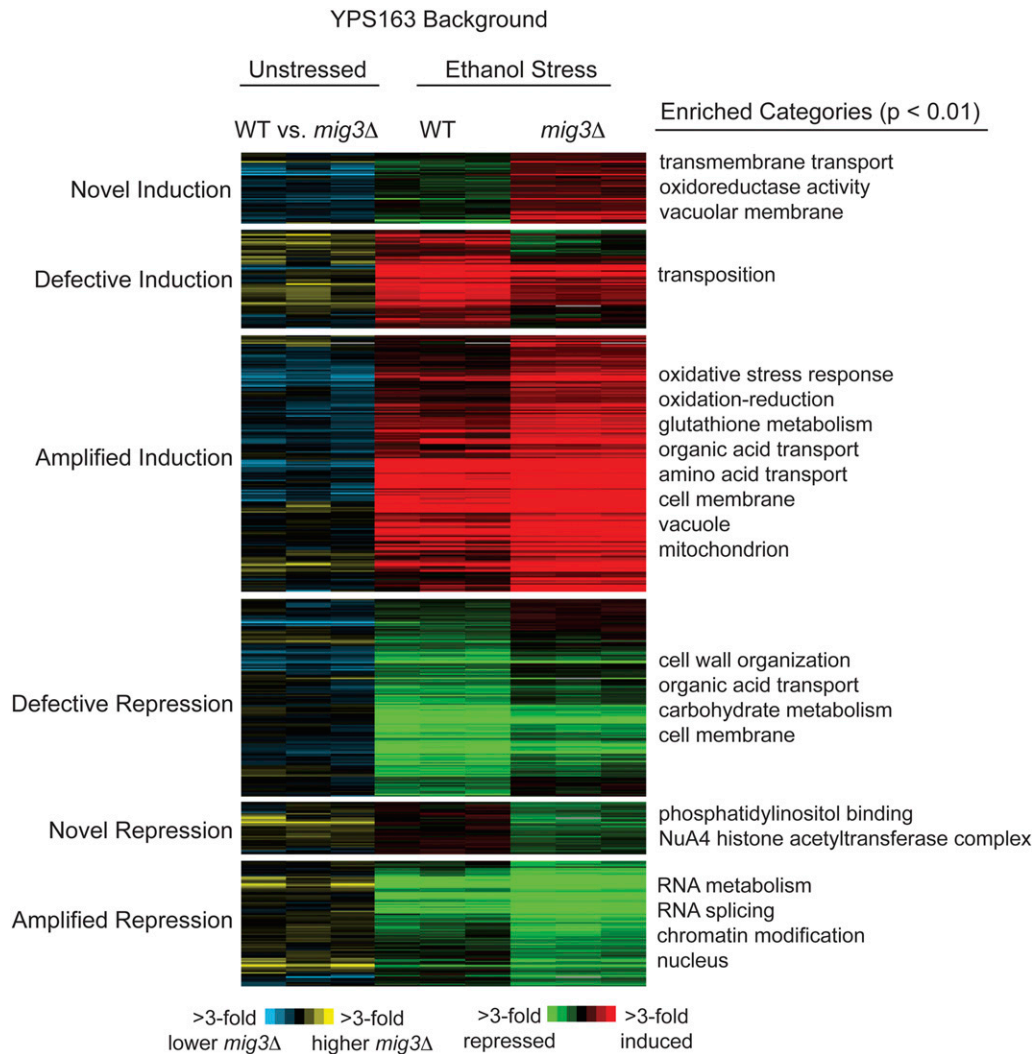 YPS163 Background
Unstressed
Ethanol Stress
WT vs. mig3Δ
WT
mig3Δ
Enriched Categories (p < 0.01)
Novel Induction
transmembrane transport
oxidoreductase activity
vacuolar membrane
Defective Induction
transposition
Amplified Induction
oxidative stress response
oxidation-reduction
glutathione metabolism
organic acid transport
amino acid transport
cell membrane
vacuole
mitochondrion
Defective Repression
cell wall organization
organic acid transport
carbohydrate metabolism
cell membrane
Novel Repression
phosphatidylinositol binding
NuA4 histone acetyltransferase complex
Amplified Repression
RNA metabolism
RNA splicing
chromatin modification
nucleus
>3-fold
lower mig3Δ
>3-fold
higher mig3Δ
>3-fold
repressed
>3-fold
induced